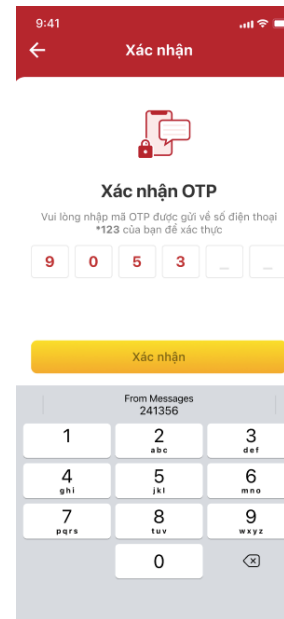 9:41
Xác nhận
Xác nhận OTP
Vui lòng nhập mã OTP được gửi về số điện thoại
*123 của bạn để xác thực
9 0 5 3 _ _
Xác nhận
From Messages
241356
1 2 3
abc def
4 5 6
ghi jkl mno
7 8 9
pqrs tuv wxyz
0